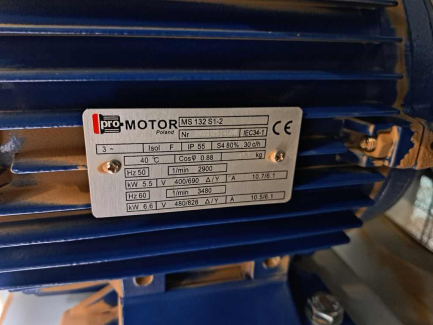 pro-MOTOR MS 132 S1-2
Poland Nr IEC34-1 CE
3 ~ Isol F IP 55 S4 80% 30 c/h
40 °C Cosφ 0.88 kg
Hz 50 1/min 2900
kW 5.5 V 400/690 Δ/Y A 10.7/6.1
Hz 60 1/min 3480
kW 6.6 V 480/828 Δ/Y A 10.5/6.1